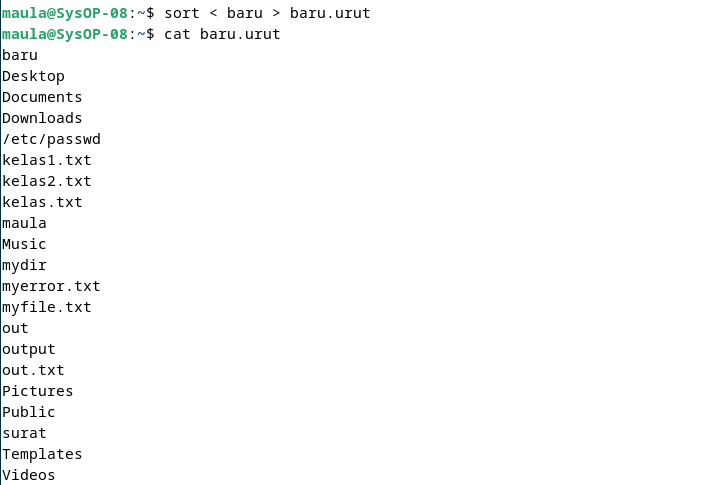 maula@SysOP-08:~$ sort < baru > baru.urut
maula@SysOP-08:~$ cat baru.urut
baru
Desktop
Documents
Downloads
/etc/passwd
kelas1.txt
kelas2.txt
kelas.txt
maula
Music
mydir
myerror.txt
myfile.txt
out
output
out.txt
Pictures
Public
surat
Templates
Videos